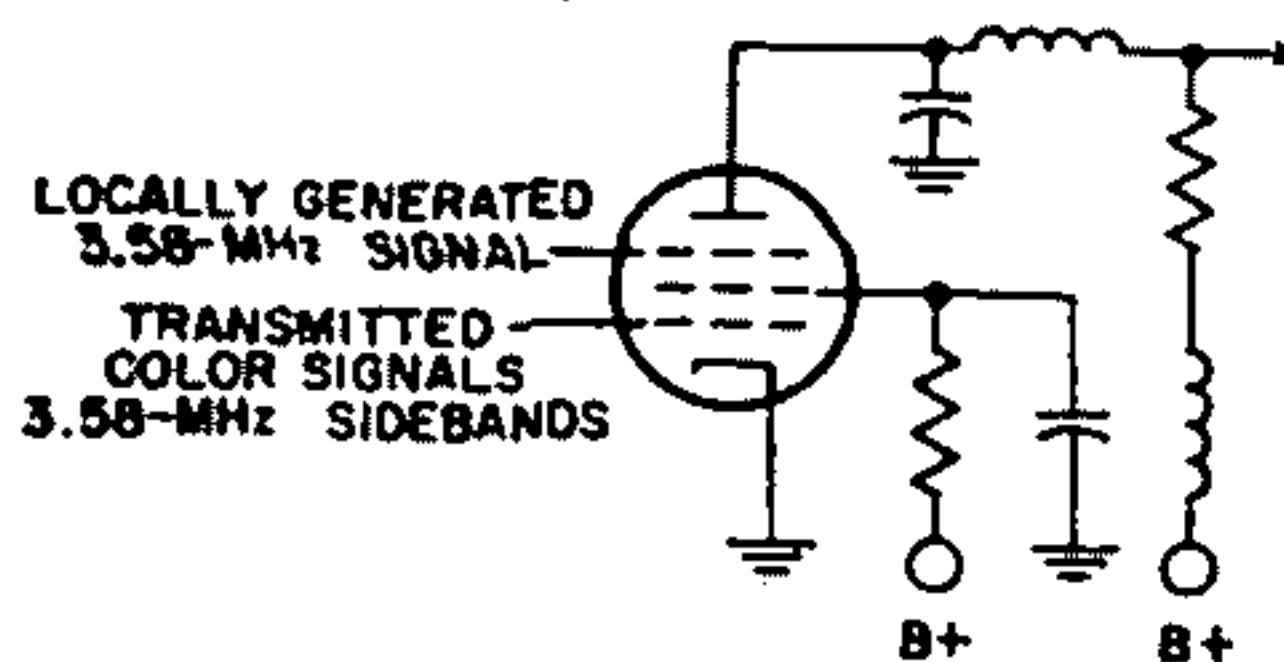 LOCALLY GENERATED
3.58-MHz SIGNAL
TRANSMITTED
COLOR SIGNALS
3.58-MHz SIDEBANDS
B+ B+